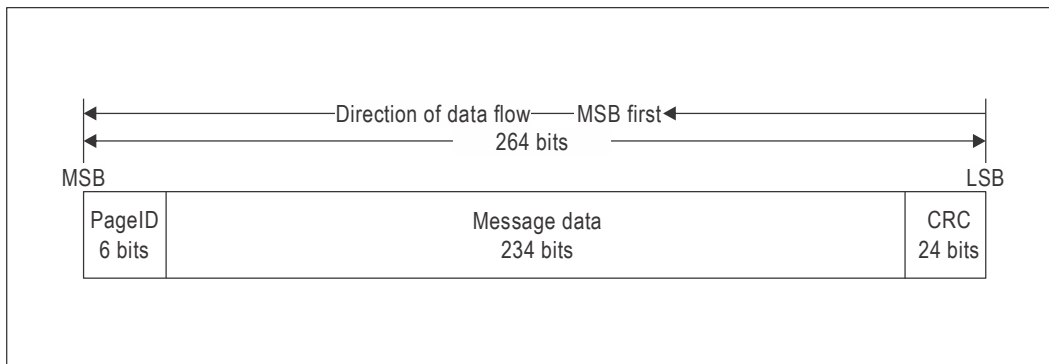 Direction of data flow MSB first
264 bits
MSB LSB
PageID Message data CRC
6 bits 234 bits 24 bits